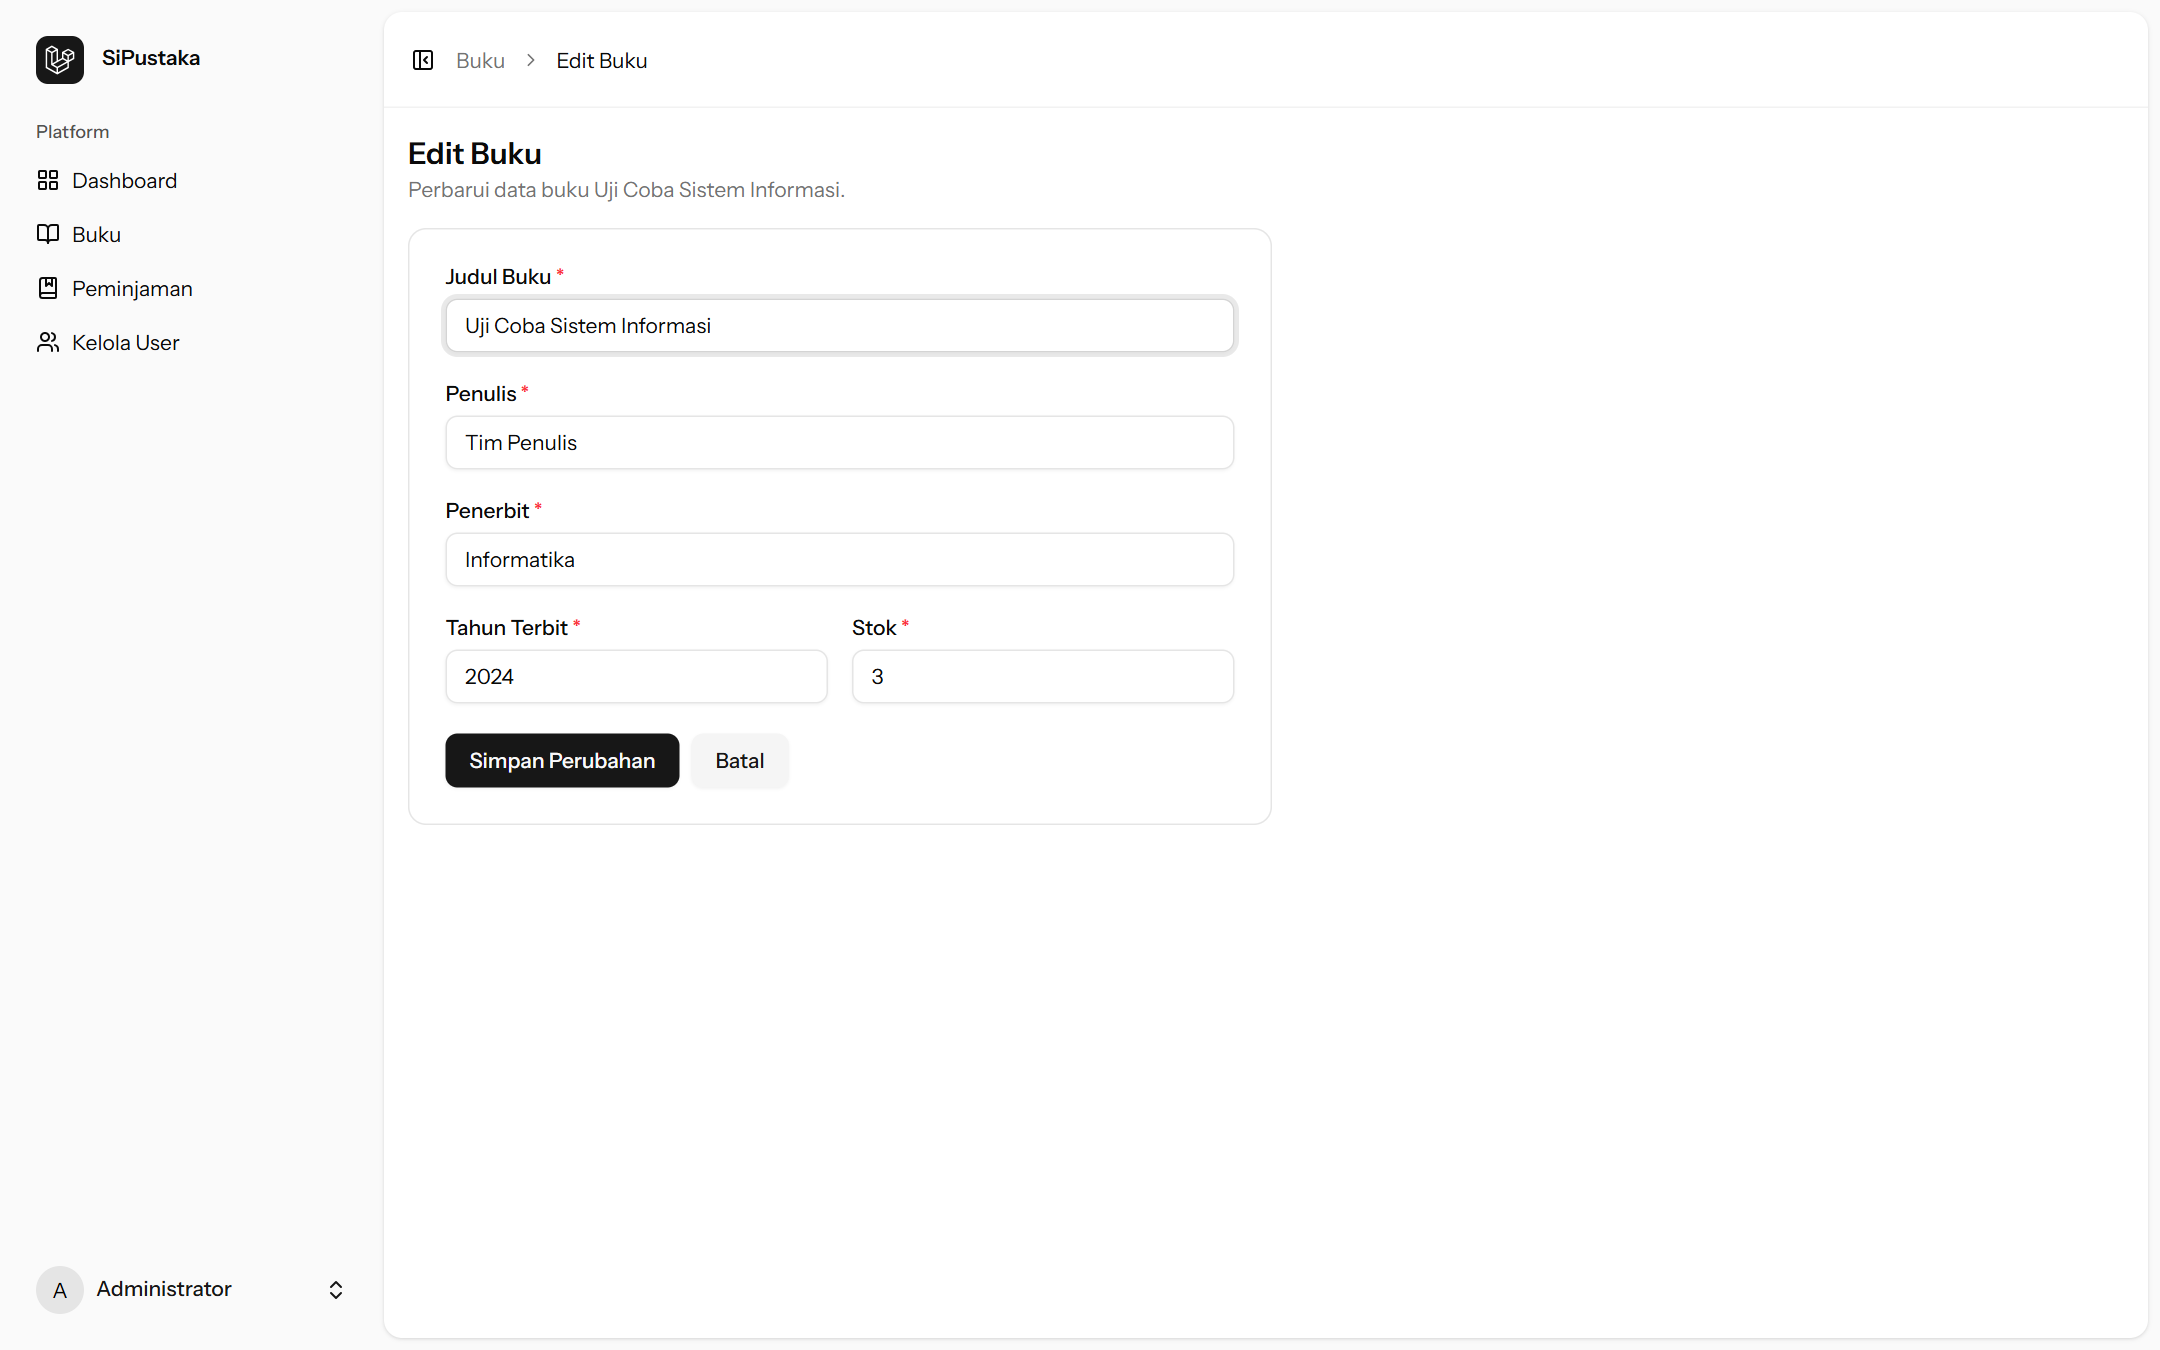 SiPustaka
Platform
Dashboard
Buku
Peminjaman
Kelola User
A Administrator
Buku > Edit Buku
Edit Buku
Perbarui data buku Uji Coba Sistem Informasi.
Judul Buku *
Uji Coba Sistem Informasi
Penulis *
Tim Penulis
Penerbit *
Informatika
Tahun Terbit * Stok *
2024 3
Simpan Perubahan Batal